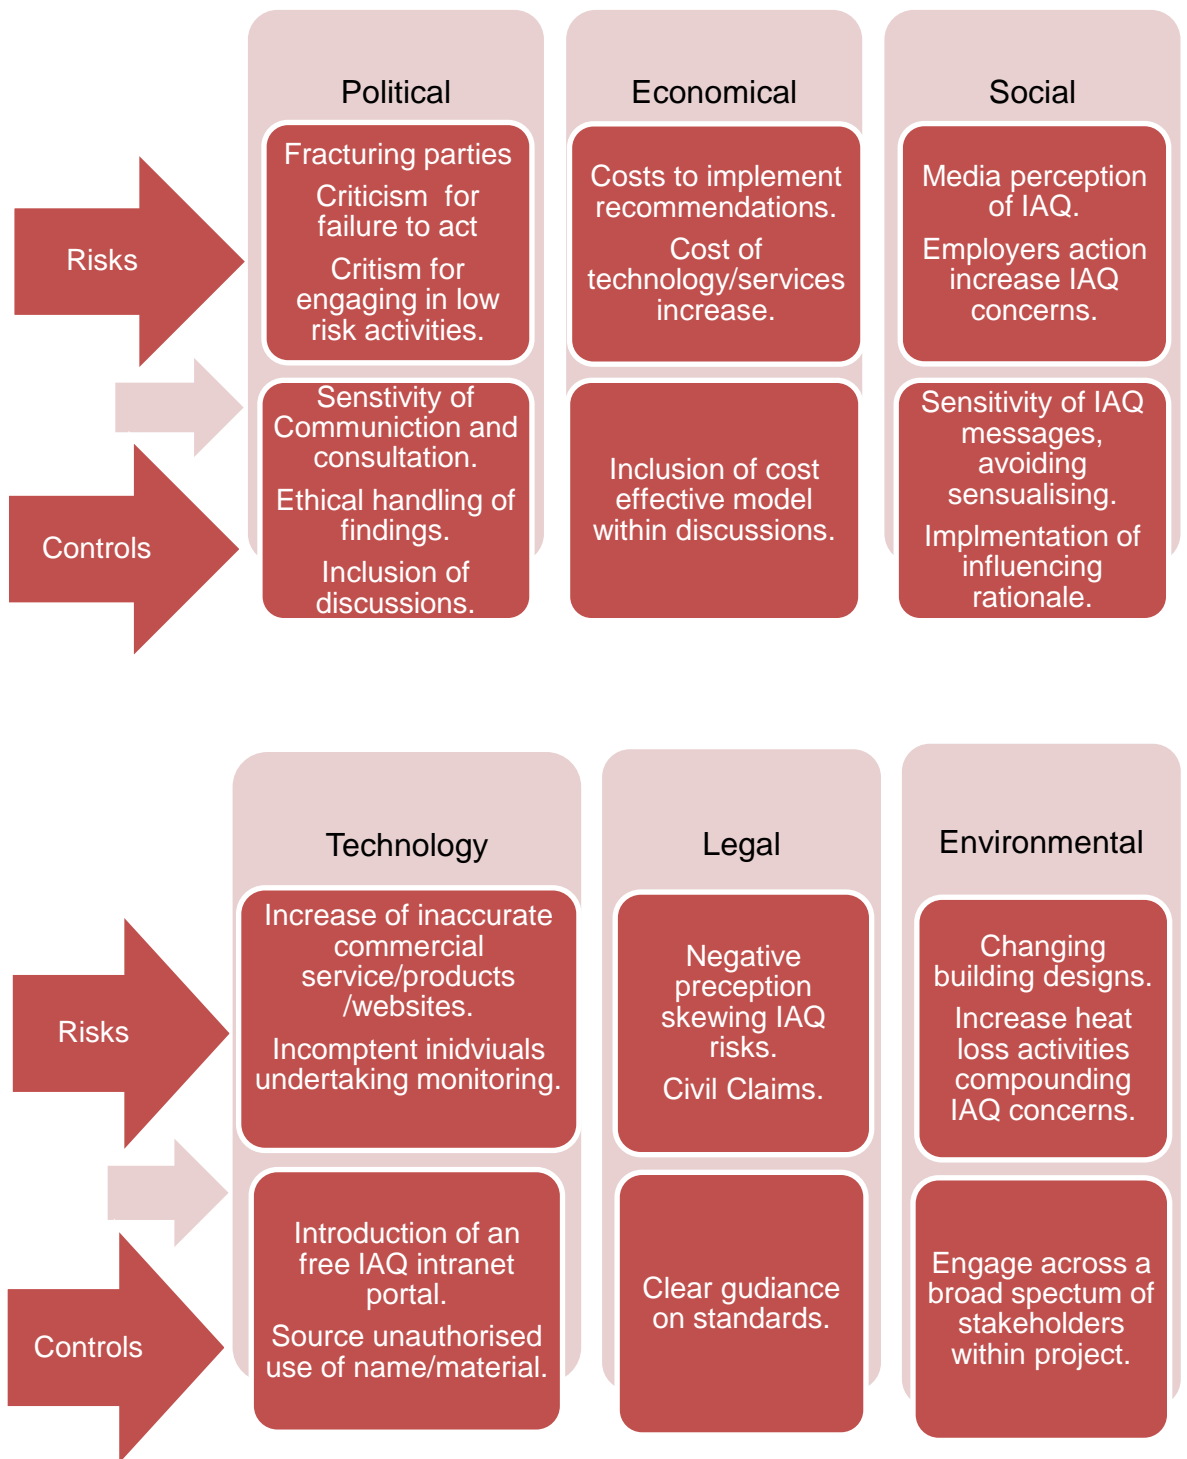 Political
Economical
Social
Risks
Fracturing parties
Criticism  for
failure to act
Critism for
engaging in low
risk activities.
Costs to implement
recommendations.
Cost of
technology/services
increase.
Media perception
of IAQ.
Employers action
increase IAQ
concerns.
Controls
Senstivity of
Communiction and
consultation.
Ethical handling of
findings.
Inclusion of
discussions.
Inclusion of cost
effective model
within discussions.
Sensitivity of IAQ
messages,
avoiding
sensualising.
Implmentation of
influencing
rationale.
Technology
Legal
Environmental
Risks
Increase of inaccurate
commercial
service/products
/websites.
Incomptent inidviuals
undertaking monitoring.
Negative
preception
skewing IAQ
risks.
Civil Claims.
Changing
building designs.
Increase heat
loss activities
compounding
IAQ concerns.
Controls
Introduction of an
free IAQ intranet
portal.
Source unauthorised
use of name/material.
Clear gudiance
on standards.
Engage across a
broad spectrum of
stakeholders
within project.